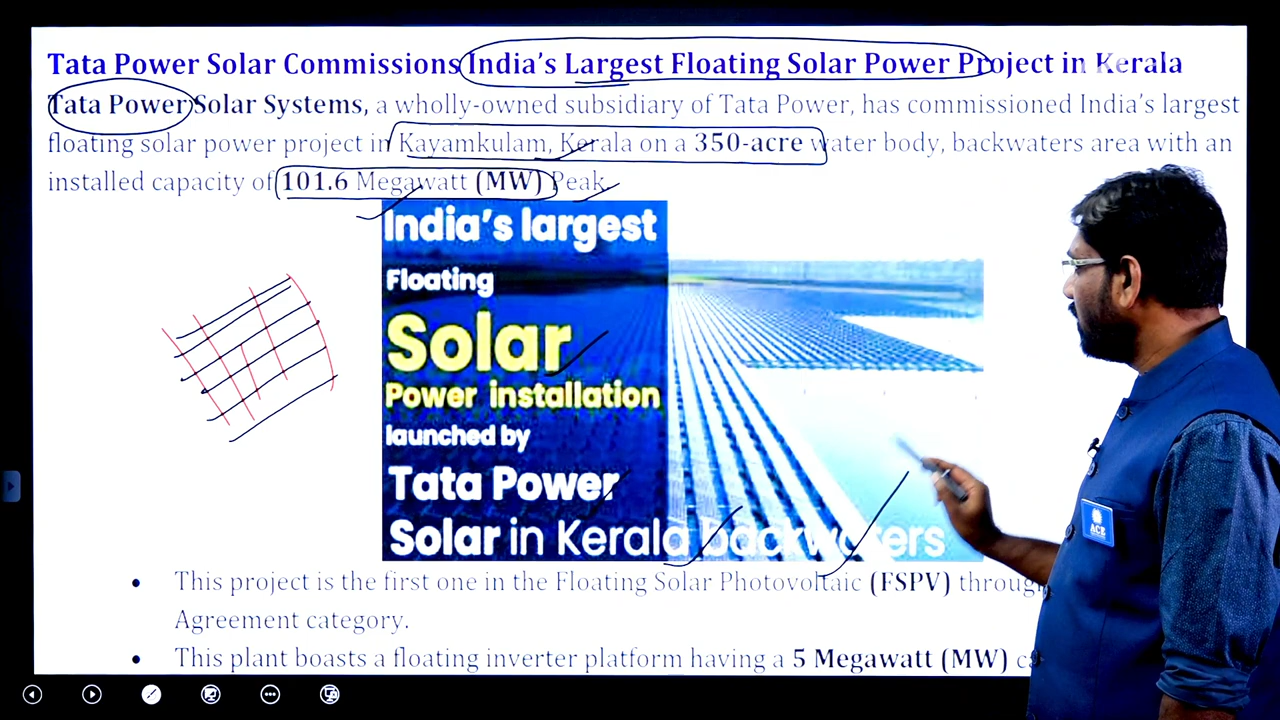 Tata Power Solar Commissions India's Largest Floating Solar Power Project in Kerala
Tata Power Solar Systems, a wholly-owned subsidiary of Tata Power, has commissioned India's largest
floating solar power project in Kayamkulam, Kerala on a 350-acre water body, backwaters area with an
installed capacity of 101.6 Megawatt (MW) Peak.
India's largest
Floating
Solar
Power installation
launched by
Tata Power
Solar in Kerala backwaters
ACE
• This project is the first one in the Floating Solar Photovoltaic (FSPV) through
Agreement category.
• This plant boasts a floating inverter platform having a 5 Megawatt (MW)